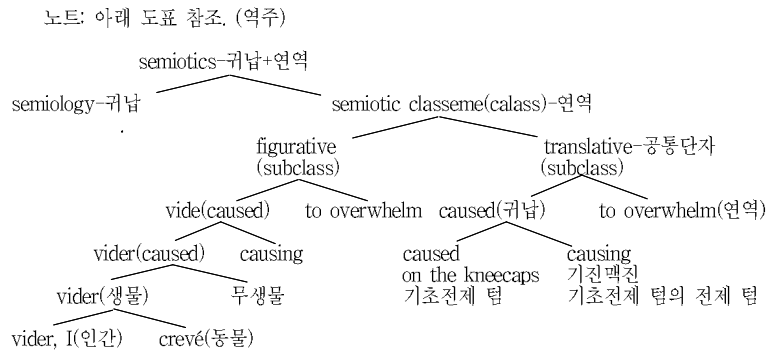 노트: 아래 도표 참조. (역주)
semiotics-귀납+연역
semiology-귀납
semiotic classeme(calass)-연역
figurative
(subclass)
translative-공통단자
(subclass)
vide(caused)
to overwhelm
caused(귀납)
to overwhelm(연역)
vider(caused)
causing
caused
on the kneecaps
기초전제 텀
causing
기진맥진
기초전제 텀의 전제 텀
vider(생물)
무생물
vider, I(인간)
crevé(동물)